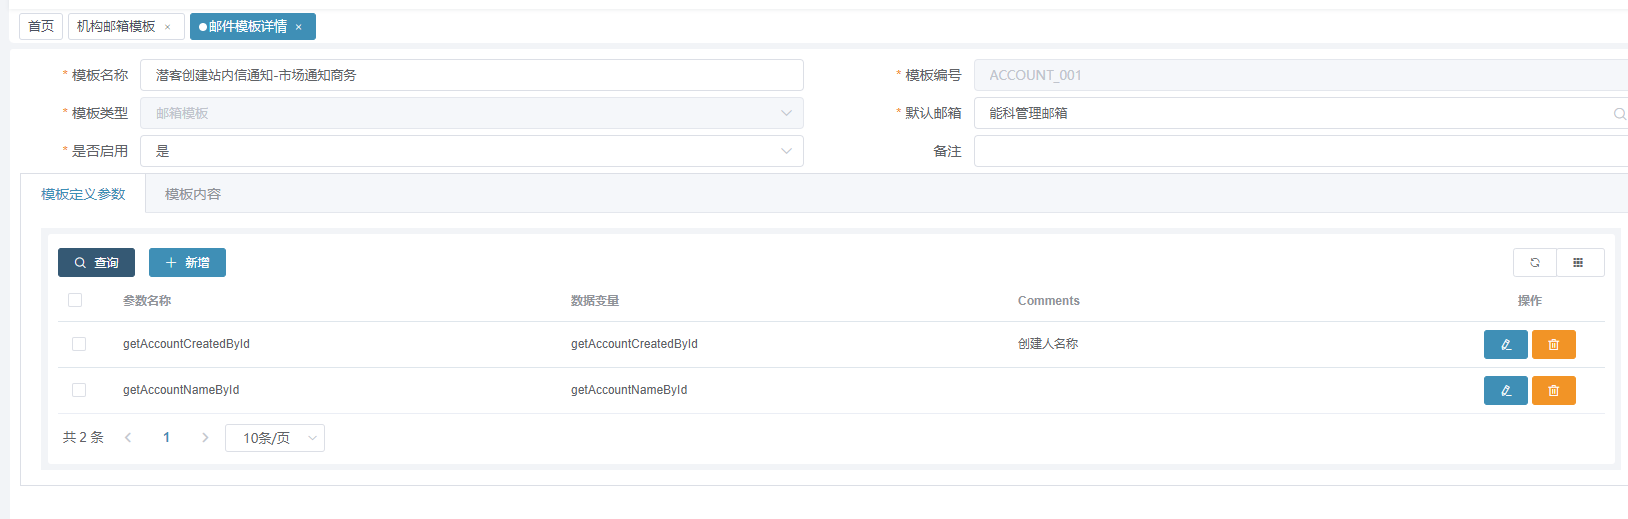 首页 机构邮箱模板 × 邮件模板详情 ×
* 模板名称 潜客创建站内信通知-市场通知商务 * 模板编号 ACCOUNT_001
* 模板类型 邮箱模板 * 默认邮箱 能科管理邮箱
* 是否启用 是 备注
模板定义参数 模板内容
查询 新增
参数名称 数据变量 Comments 操作
getAccountCreatedById getAccountCreatedById 创建人名称
getAccountNameById getAccountNameById
共 2 条 1 10条/页